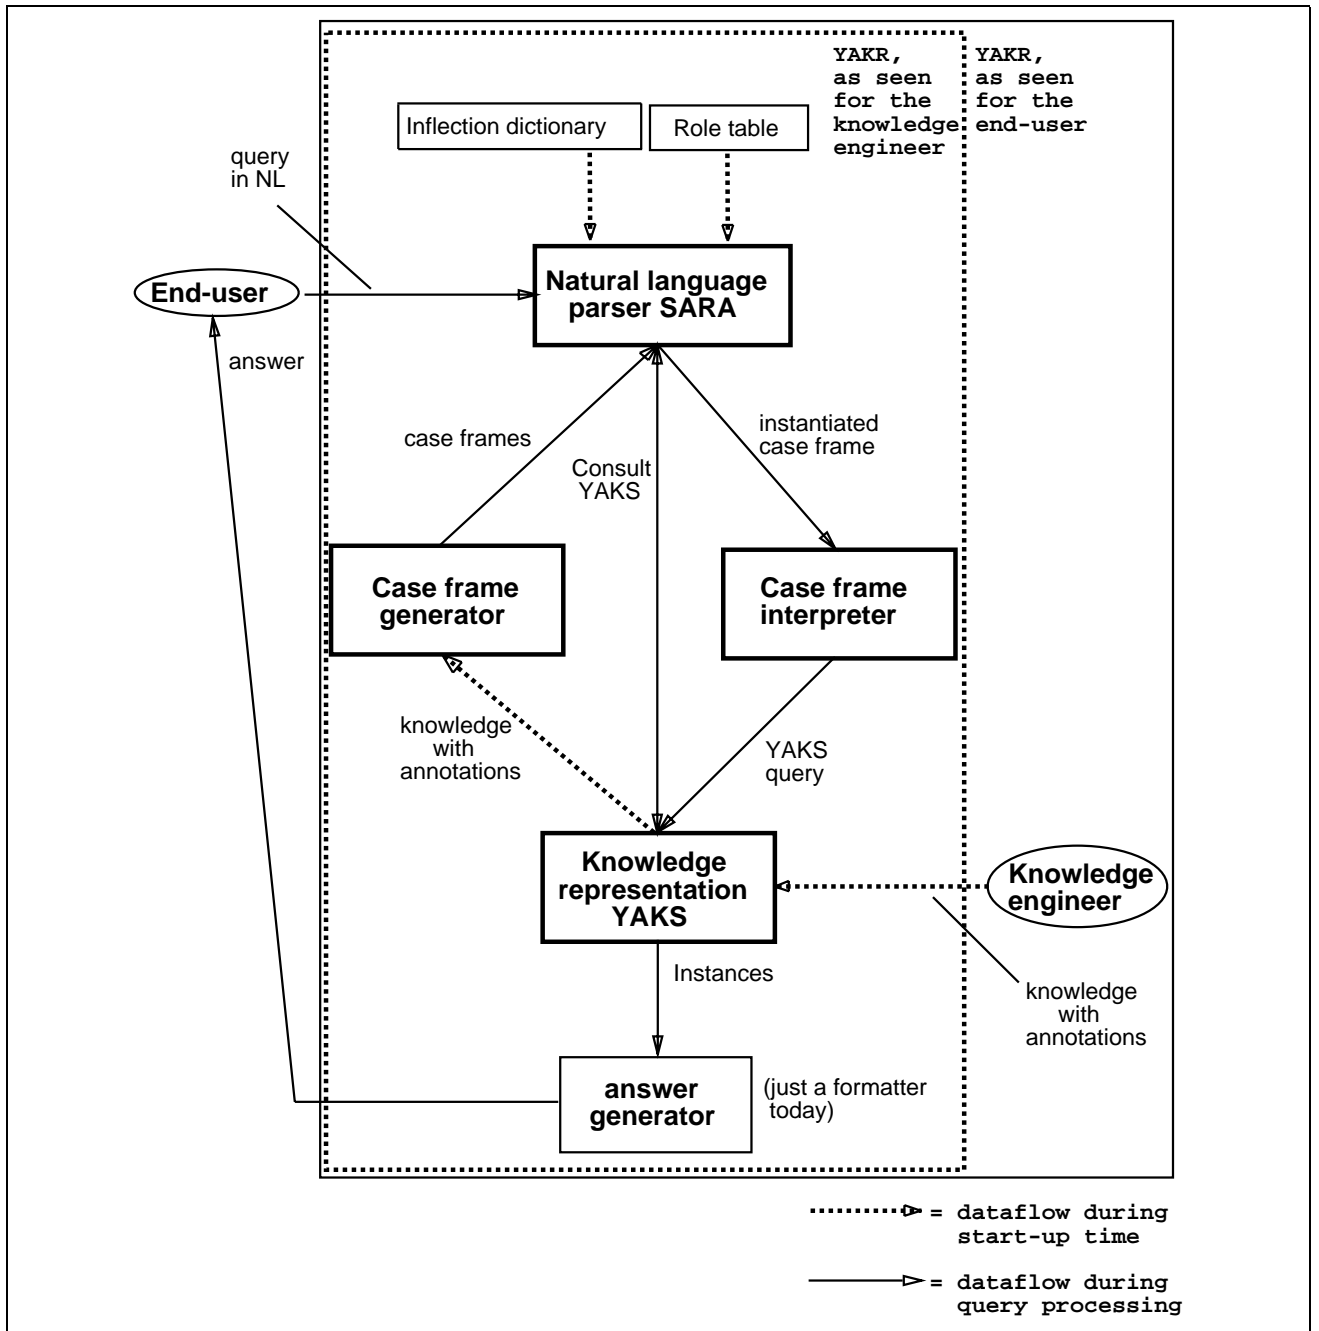 YAKR,
as seen
for the
knowledge
engineer
YAKR,
as seen
for the
end-user
Inflection dictionary
Role table
query
in NL
Natural language
parser SARA
End-user
answer
case frames
Consult
YAKS
instantiated
case frame
Case frame
generator
Case frame
interpreter
knowledge
with
annotations
YAKS
query
Knowledge
representation
YAKS
Knowledge
engineer
Instances
knowledge
with
annotations
answer
generator
(just a formatter
today)
= dataflow during
start-up time
= dataflow during
query processing